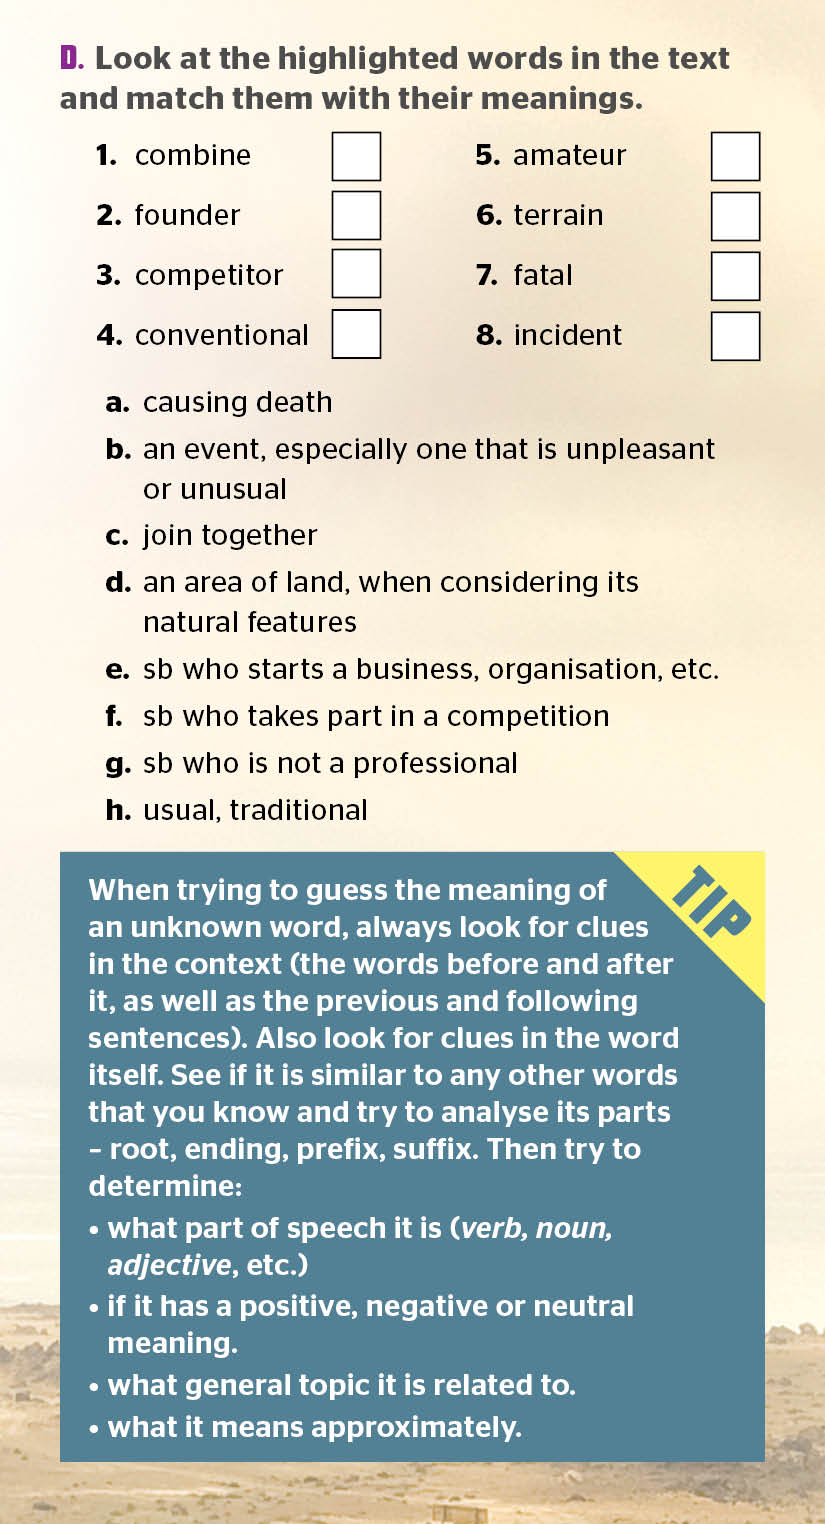 D. Look at the highlighted words in the text
and match them with their meanings.
1. combine
2. founder
3. competitor
4. conventional
5. amateur
6. terrain
7. fatal
8. incident
a. causing death
b. an event, especially one that is unpleasant
or unusual
c. join together
d. an area of land, when considering its
natural features
e. sb who starts a business, organisation, etc.
f. sb who takes part in a competition
g. sb who is not a professional
h. usual, traditional
TIP
When trying to guess the meaning of
an unknown word, always look for clues
in the context (the words before and after
it, as well as the previous and following
sentences). Also look for clues in the word
itself. See if it is similar to any other words
that you know and try to analyse its parts
– root, ending, prefix, suffix. Then try to
determine:
• what part of speech it is (verb, noun,
adjective, etc.)
• if it has a positive, negative or neutral
meaning.
• what general topic it is related to.
• what it means approximately.